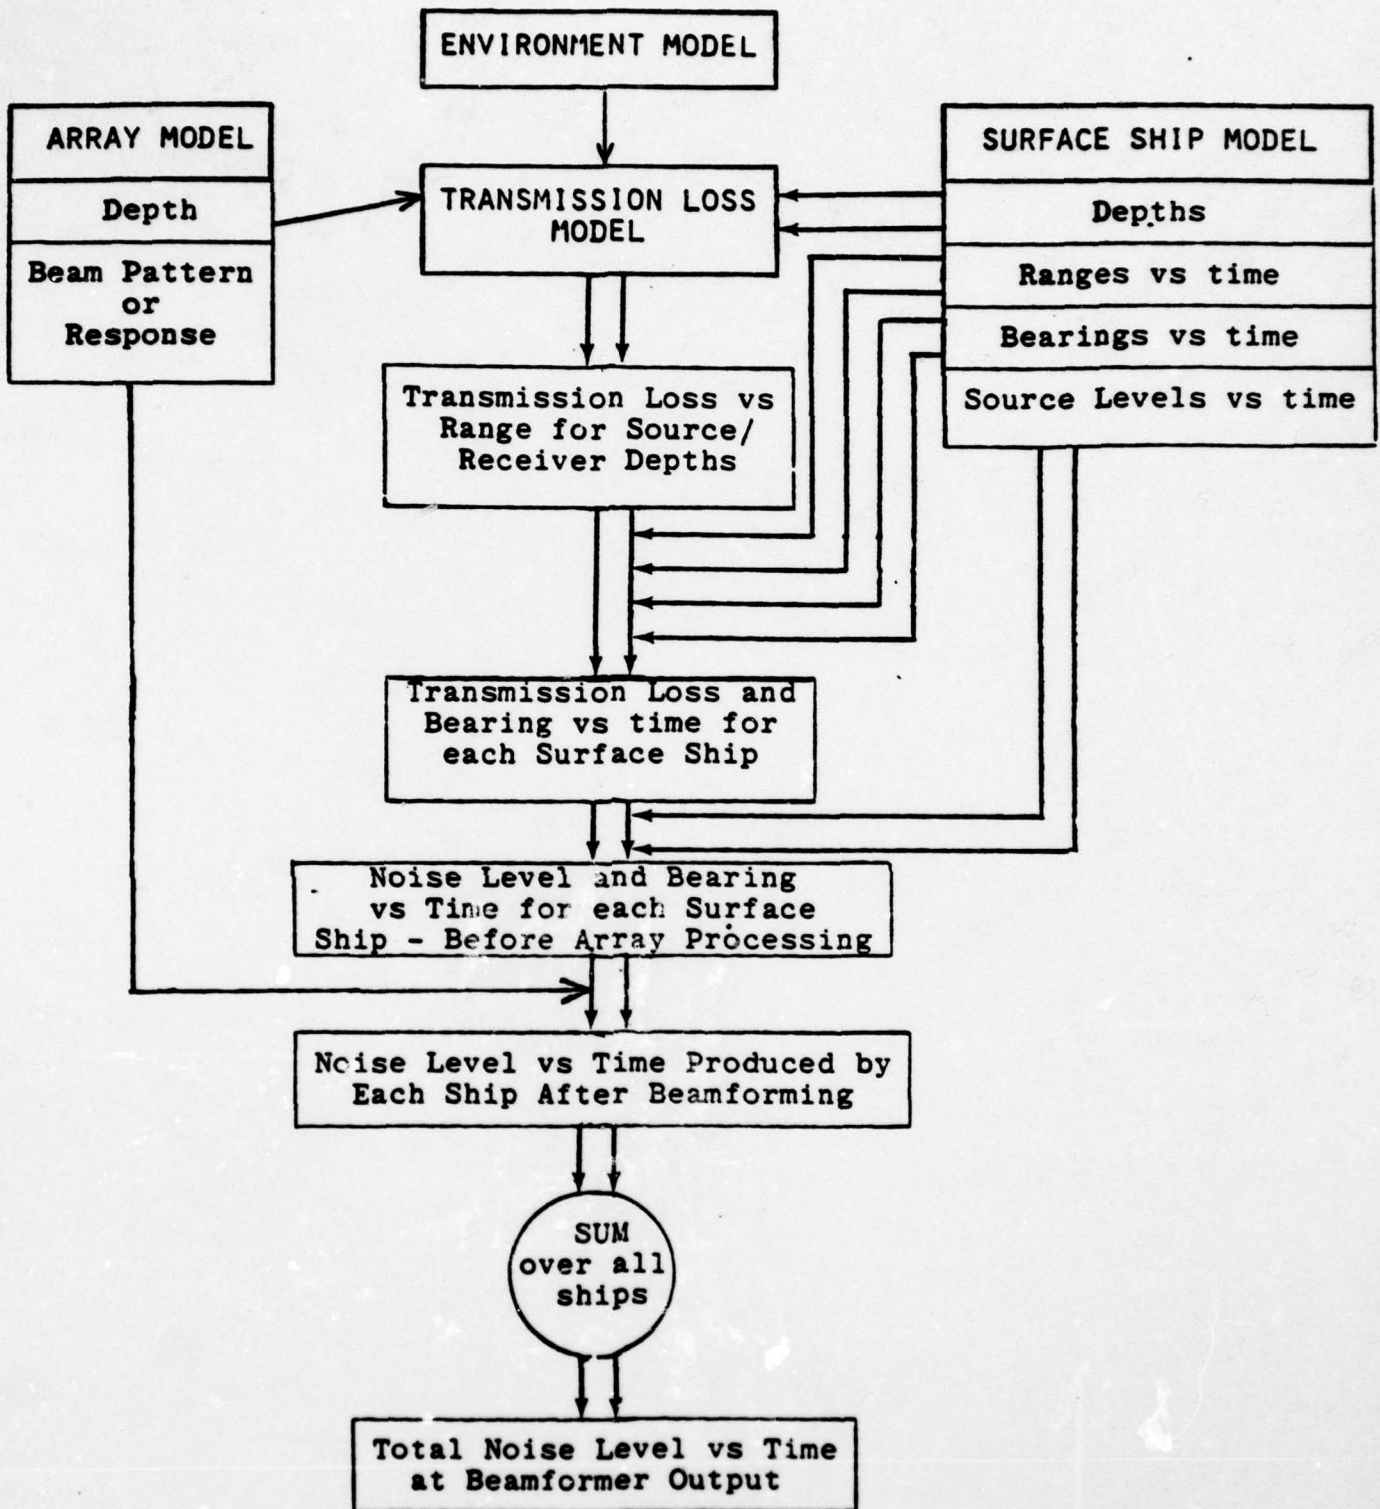 ENVIRONMENT MODEL
ARRAY MODEL
Depth
Beam Pattern
or
Response
TRANSMISSION LOSS
MODEL
SURFACE SHIP MODEL
Depths
Ranges vs time
Bearings vs time
Source Levels vs time
Transmission Loss vs
Range for Source/
Receiver Depths
Transmission Loss and
Bearing vs time for
each Surface Ship
Noise Level and Bearing
vs Time for each Surface
Ship - Before Array Processing
Noise Level vs Time Produced by
Each Ship After Beamforming
SUM
over all
ships
Total Noise Level vs Time
at Beamformer Output